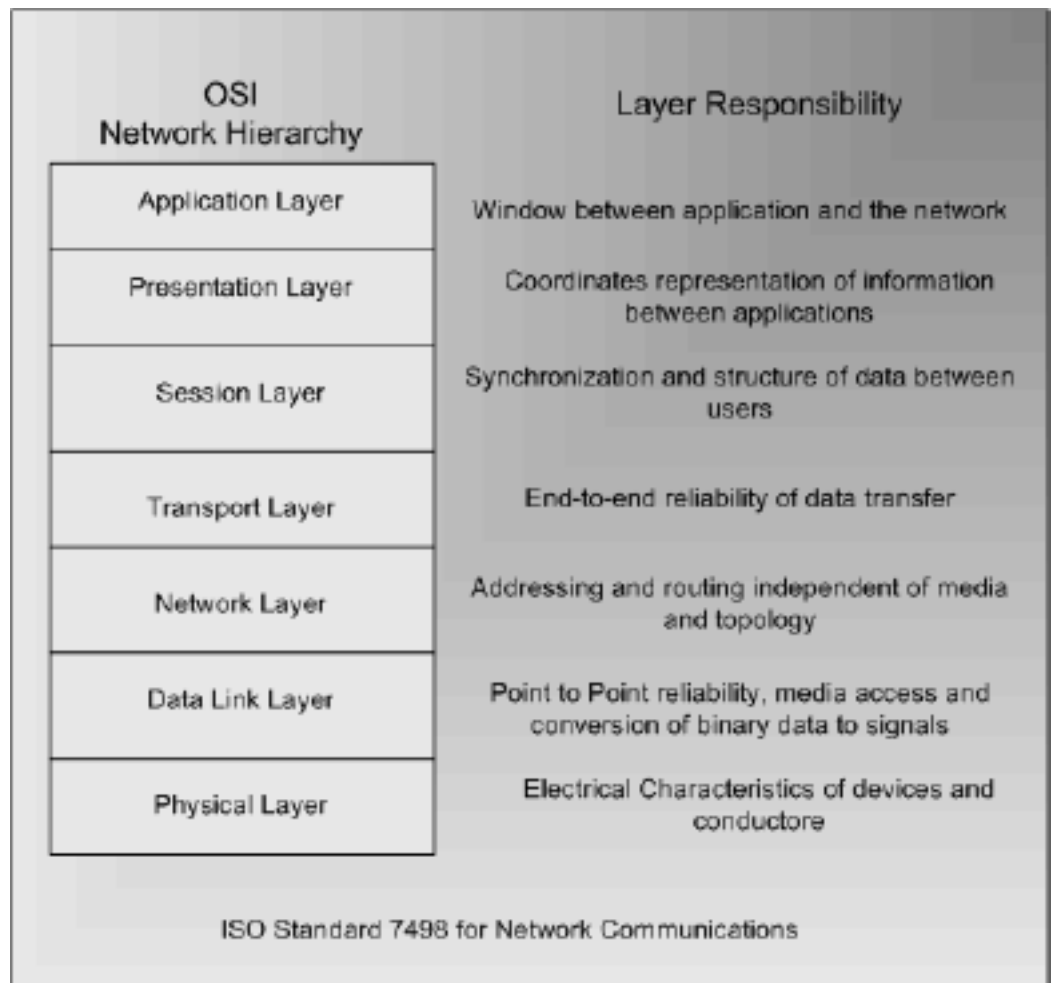 OSI
Network Hierarchy
Layer Responsibility
Application Layer
Window between application and the network
Presentation Layer
Coordinates representation of information
between applications
Session Layer
Synchronization and structure of data between
users
Transport Layer
End-to-end reliability of data transfer
Network Layer
Addressing and routing independent of media
and topology
Data Link Layer
Point to Point reliability, media access and
conversion of binary data to signals
Physical Layer
Electrical Characteristics of devices and
conductore
ISO Standard 7498 for Network Communications